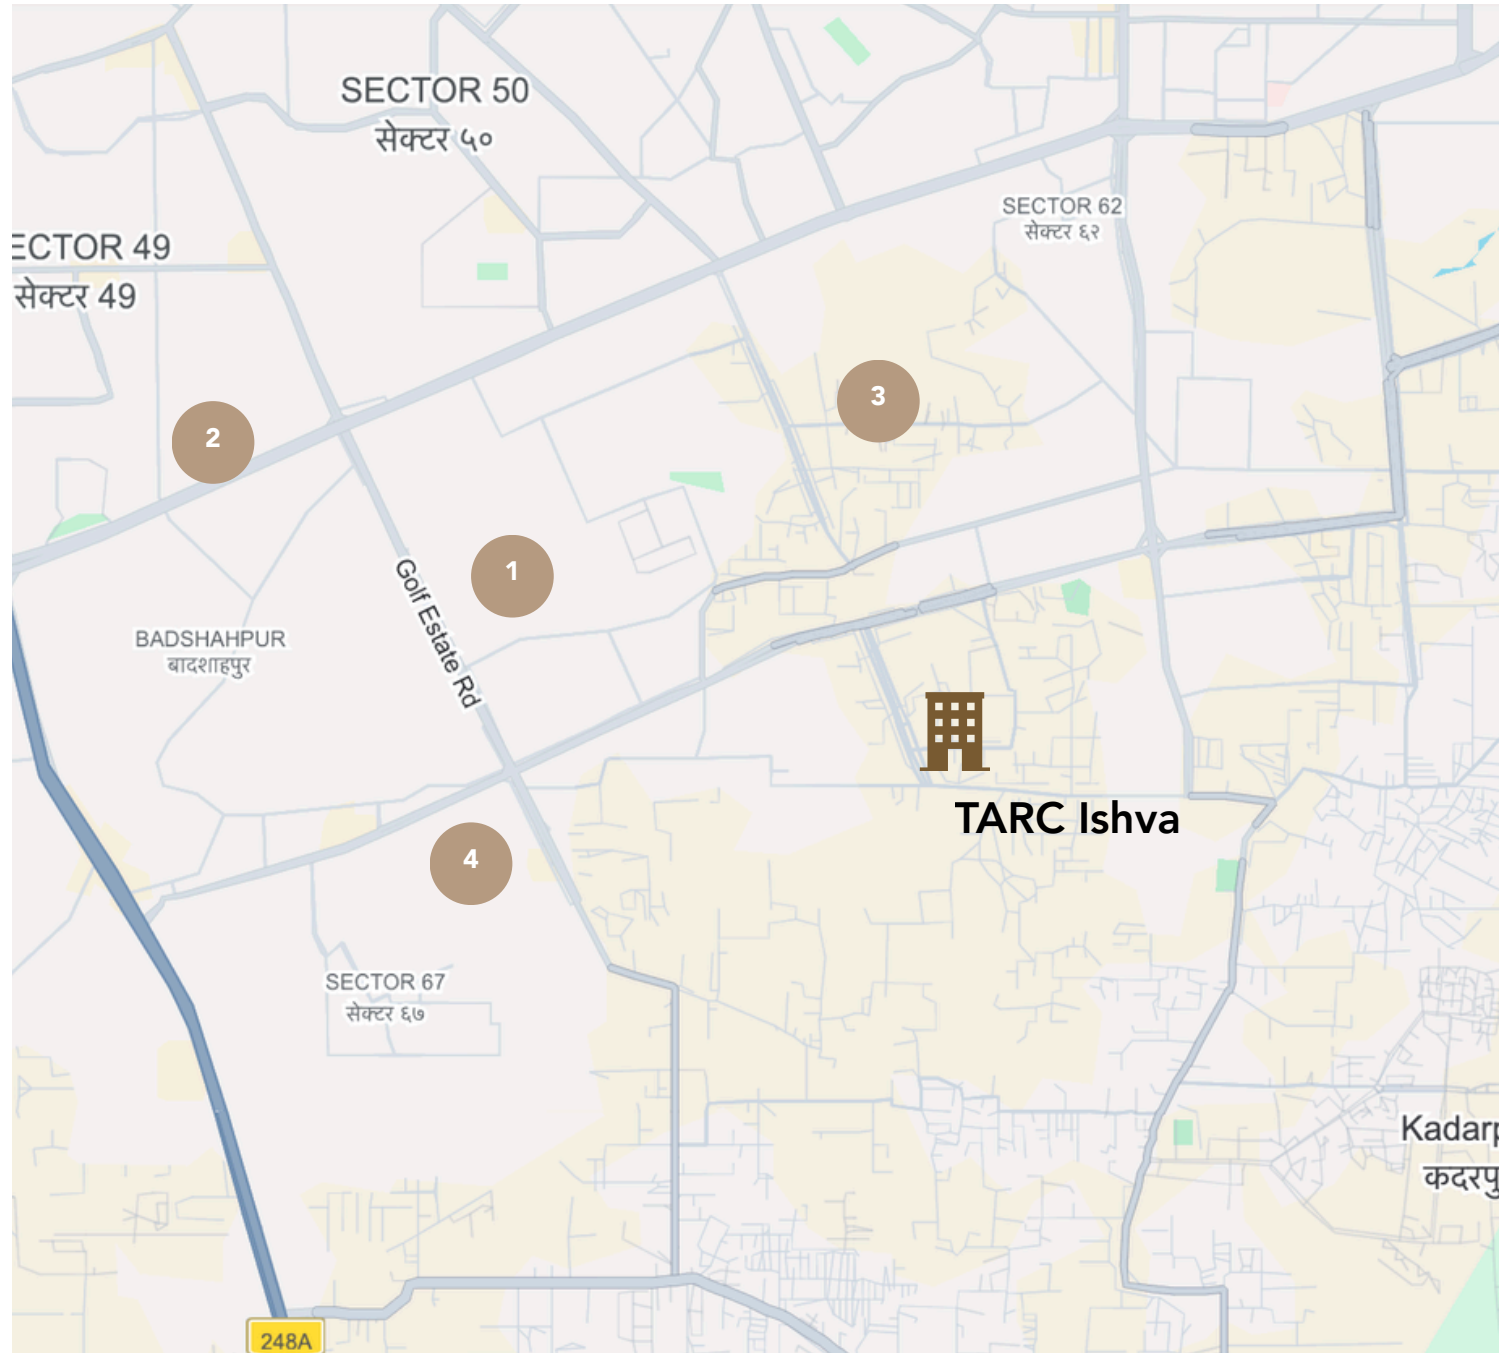 SECTOR 50
सेक्टर ५०
SECTOR 62
सेक्टर ६२
ECTOR 49
सेक्टर 49
3
2
1
Golf Estate Rd
BADSHAHPUR
बादशाहपुर
TARC Ishva
4
SECTOR 67
सेक्टर ६७
Kadarp
कदरपु
248A